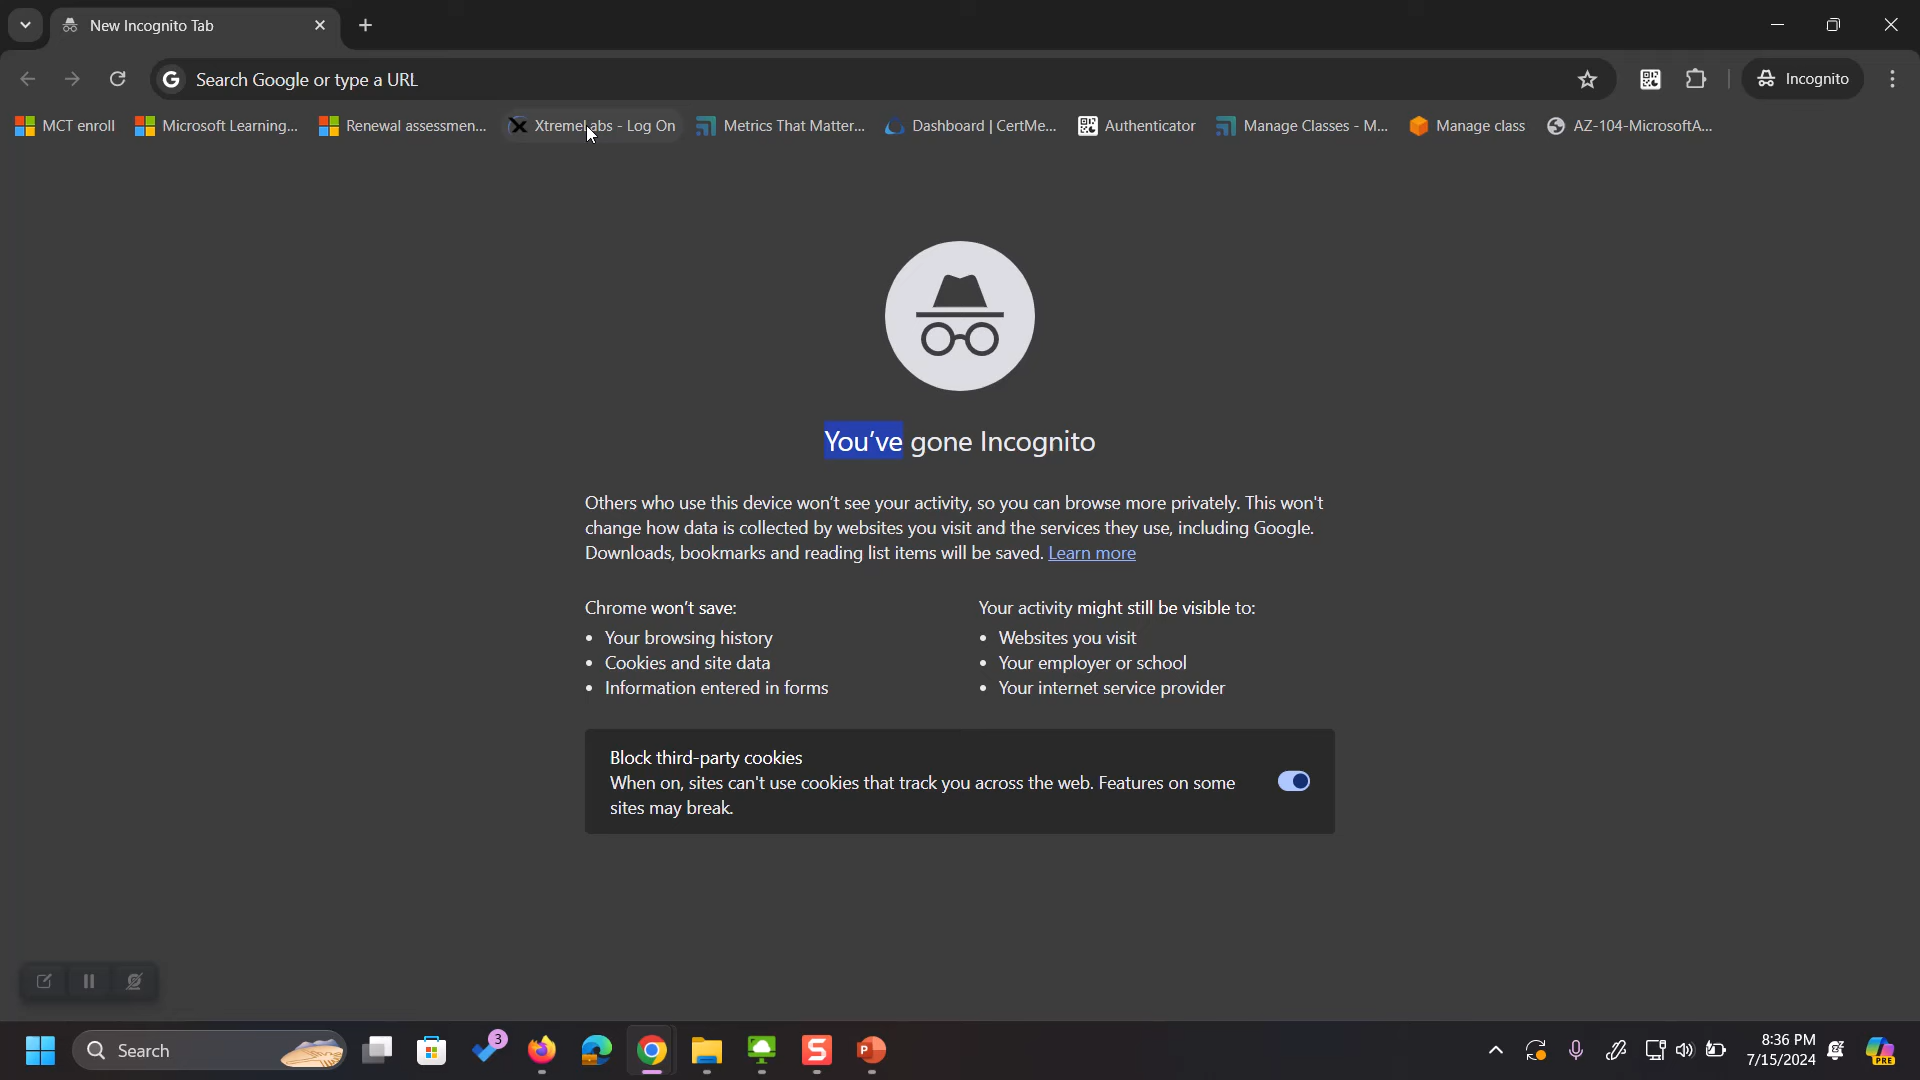 New Incognito Tab
Search Google or type a URL
Incognito
MCT enroll
Microsoft Learning...
Renewal assessmen...
XtremeLabs - Log On
Metrics That Matter...
Dashboard | CertMe...
Authenticator
Manage Classes - M...
Manage class
AZ-104-MicrosoftA...
You've gone Incognito
Others who use this device won't see your activity, so you can browse more privately. This won't
change how data is collected by websites you visit and the services they use, including Google.
Downloads, bookmarks and reading list items will be saved. Learn more
Chrome won't save:
Your browsing history
Cookies and site data
Information entered in forms
Your activity might still be visible to:
Websites you visit
Your employer or school
Your internet service provider
Block third-party cookies
When on, sites can't use cookies that track you across the web. Features on some
sites may break.
Search
3
8:36 PM
7/15/2024
PRE